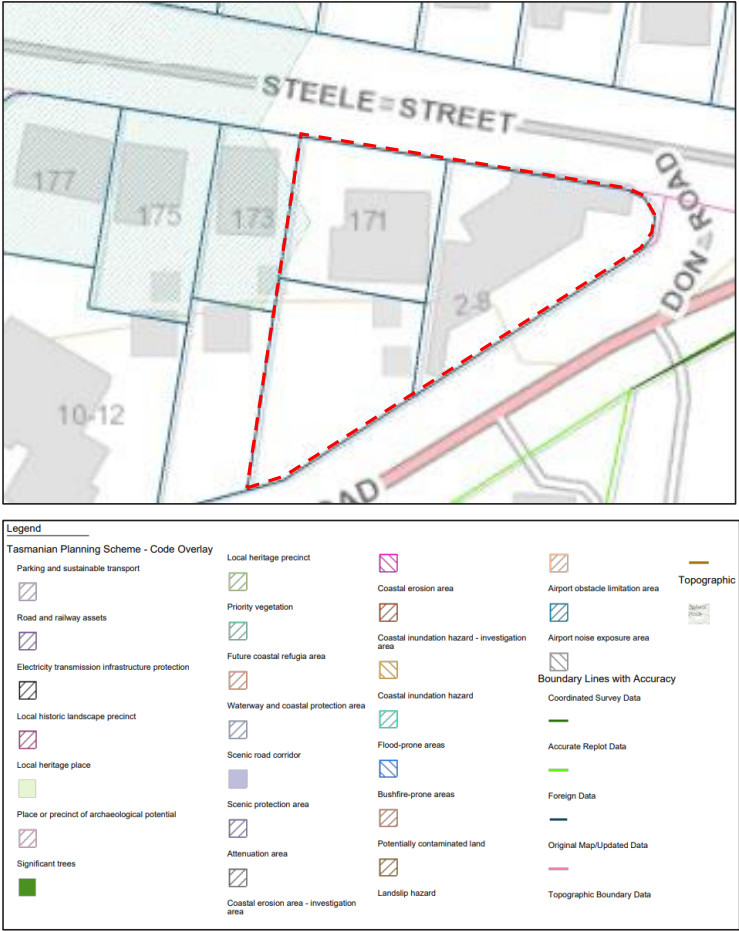 STEELE STREET
DON ROAD
177
175
173
171
2-8
10-12
OAD
Legend
Tasmanian Planning Scheme - Code Overlay
Parking and sustainable transport
Road and railway assets
Electricity transmission infrastructure protection
Local historic landscape precinct
Local heritage place
Place or precinct of archaeological potential
Significant trees
Local heritage precinct
Priority vegetation
Future coastal refugia area
Waterway and coastal protection area
Scenic road corridor
Scenic protection area
Attenuation area
Coastal erosion area - investigation
area
Coastal erosion area
Coastal inundation hazard - investigation
area
Coastal inundation hazard
Flood-prone areas
Bushfire-prone areas
Potentially contaminated land
Landslip hazard
Airport obstacle limitation area
Airport noise exposure area
Boundary Lines with Accuracy
Coordinated Survey Data
Accurate Replot Data
Foreign Data
Original Map/Updated Data
Topographic Boundary Data
Topographic